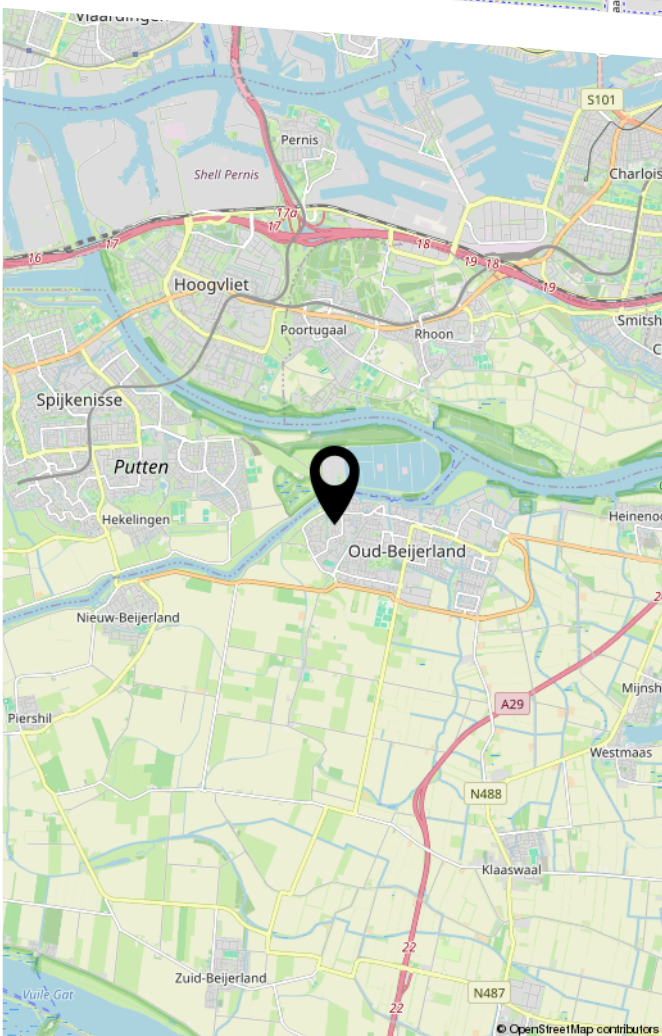 Vlaardingen
S101
Pernis
Shell Pernis
Charlois
17a
17
17
16
18
19
18
19
Hoogvliet
Poortugaal
Rhoon
Smitsh
C
Spijkenisse
Putten
Hekelingen
Heinenoo
Oud-Beijerland
Nieuw-Beijerland
2
Mijnsh
Piershil
A29
Westmaas
N488
Klaaswaal
22
Zuid-Beijerland
N487
Vuile Gat
22
© OpenStreetMap contributors